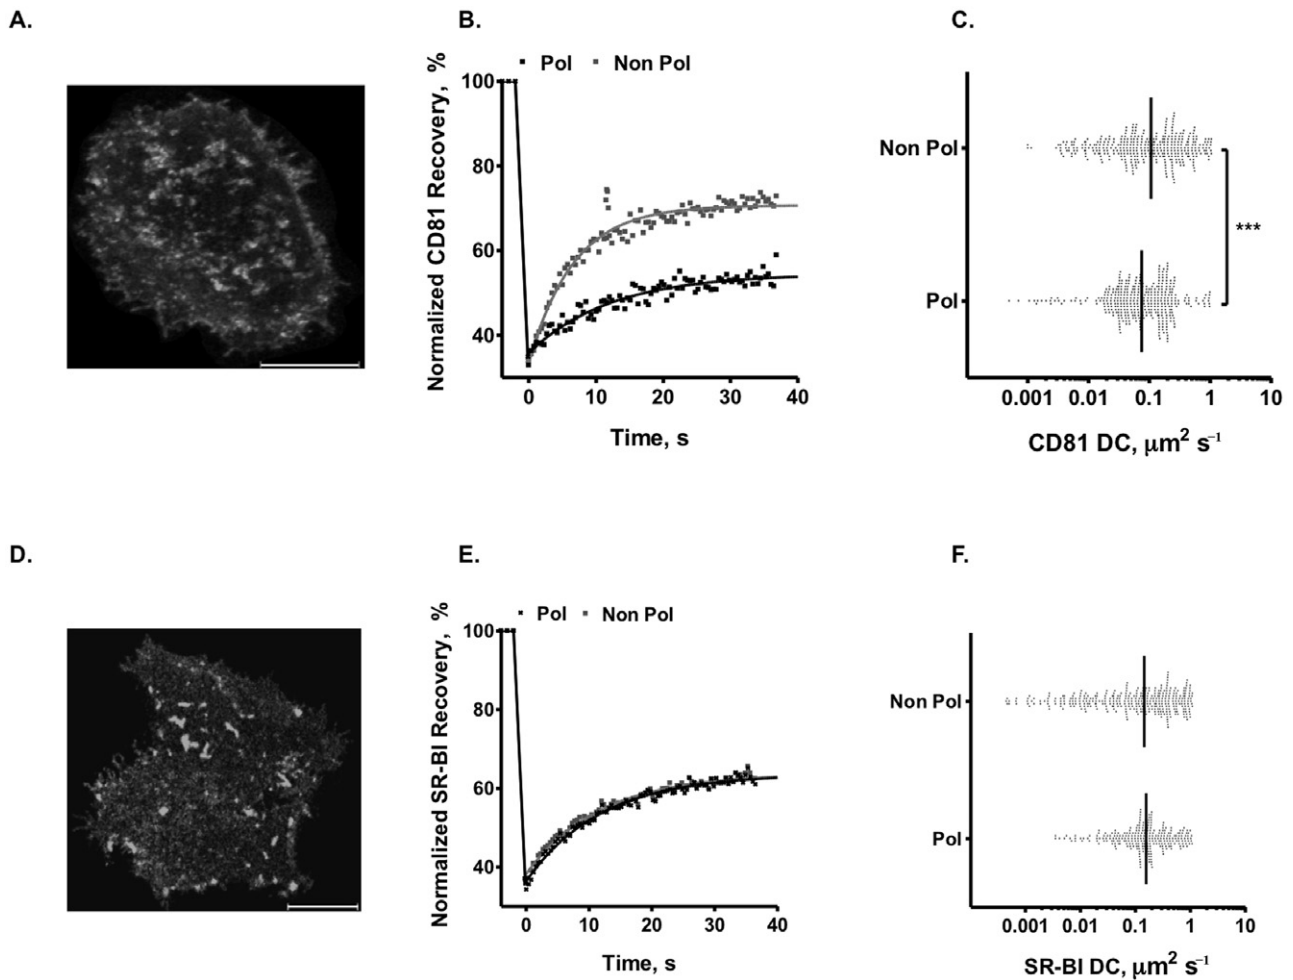 A.
B.
C.
Pol Non Pol
Normalized CD81 Recovery, %
100
80
60
40
0 10 20 30 40
Time, s
Non Pol
Pol
***
0.001 0.01 0.1 1 10
CD81 DC, μm² s⁻¹
D.
E.
F.
Pol Non Pol
Normalized SR-BI Recovery, %
100
80
60
40
0 10 20 30 40
Time, s
Non Pol
Pol
0.001 0.01 0.1 1 10
SR-BI DC, μm² s⁻¹